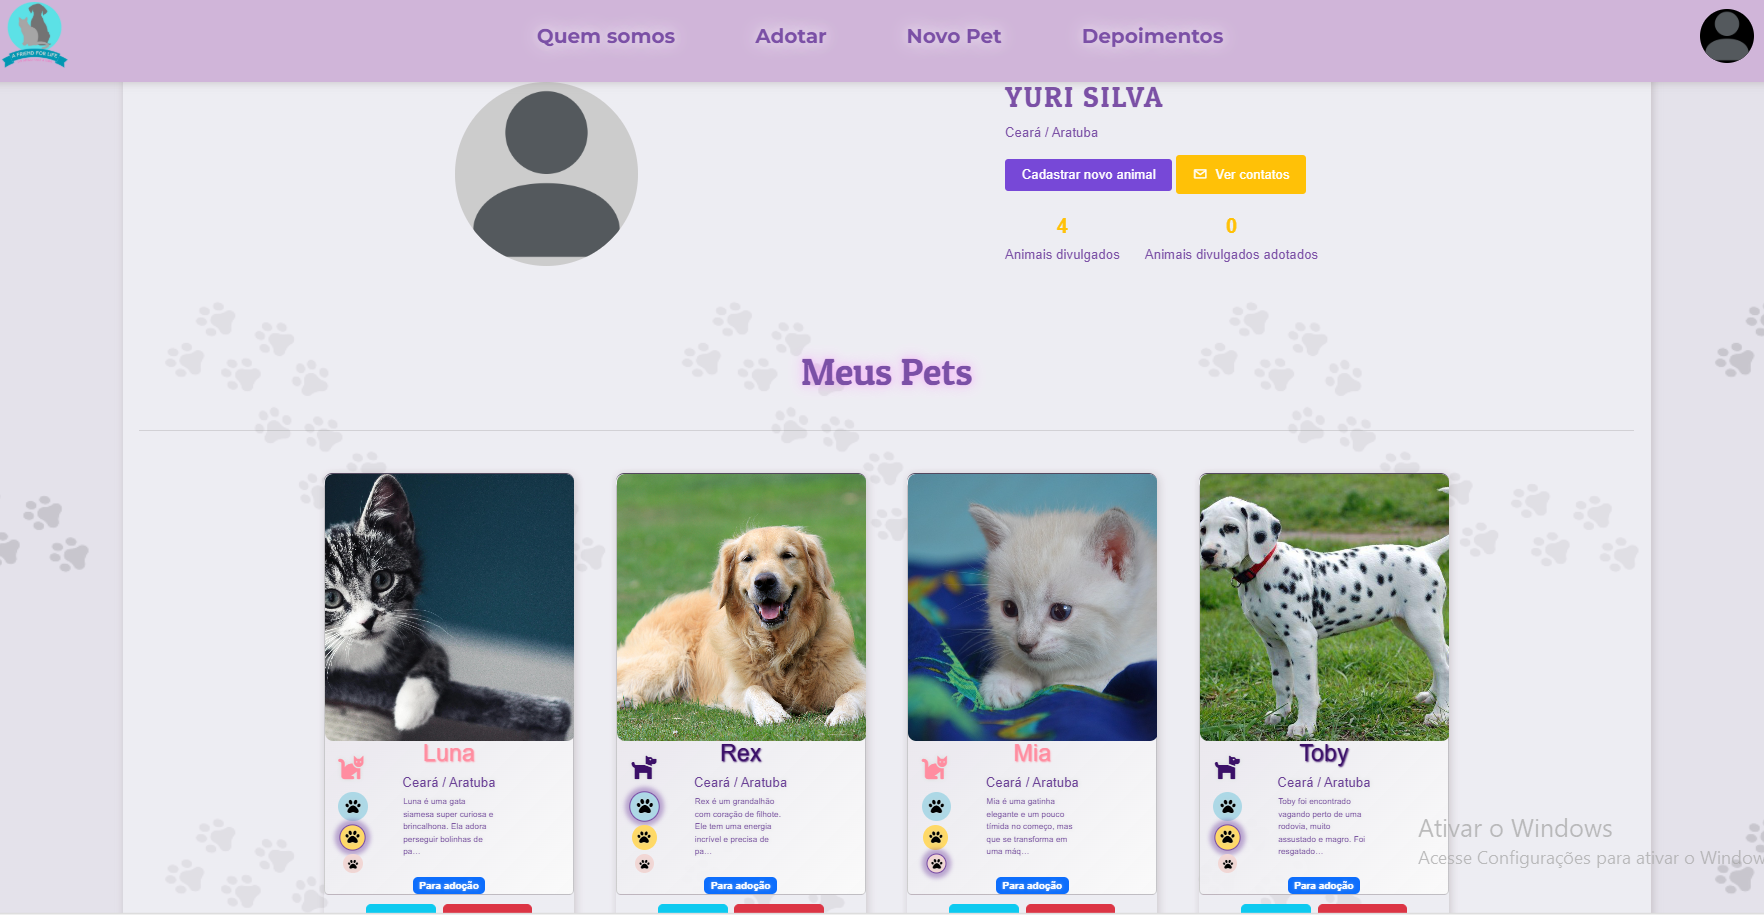 A FRIEND FOR LIFE
Quem somos
Adotar
Novo Pet
Depoimentos
YURI SILVA
Ceará / Aratuba
Cadastrar novo animal
Ver contatos
4
0
Animais divulgados
Animais divulgados adotados
Meus Pets
Luna
Ceará / Aratuba
Luna é uma gata
siamesa super curiosa e
brincalhona. Ela adora
perseguir bolinhas de
pa...
Para adoção
Rex
Ceará / Aratuba
Rex é um grandalhão
com coração de filhote.
Ele tem uma energia
incrível e precisa de
pa...
Para adoção
Mia
Ceará / Aratuba
Mia é uma gatinha
elegante e um pouco
tímida no começo, mas
que se transforma em
uma máq...
Para adoção
Toby
Ceará / Aratuba
Toby foi encontrado
vagando perto de uma
rodovia, muito
assustado e magro. Foi
resgatado...
Para adoção
Ativar o Windows
Acesse Configurações para ativar o Window